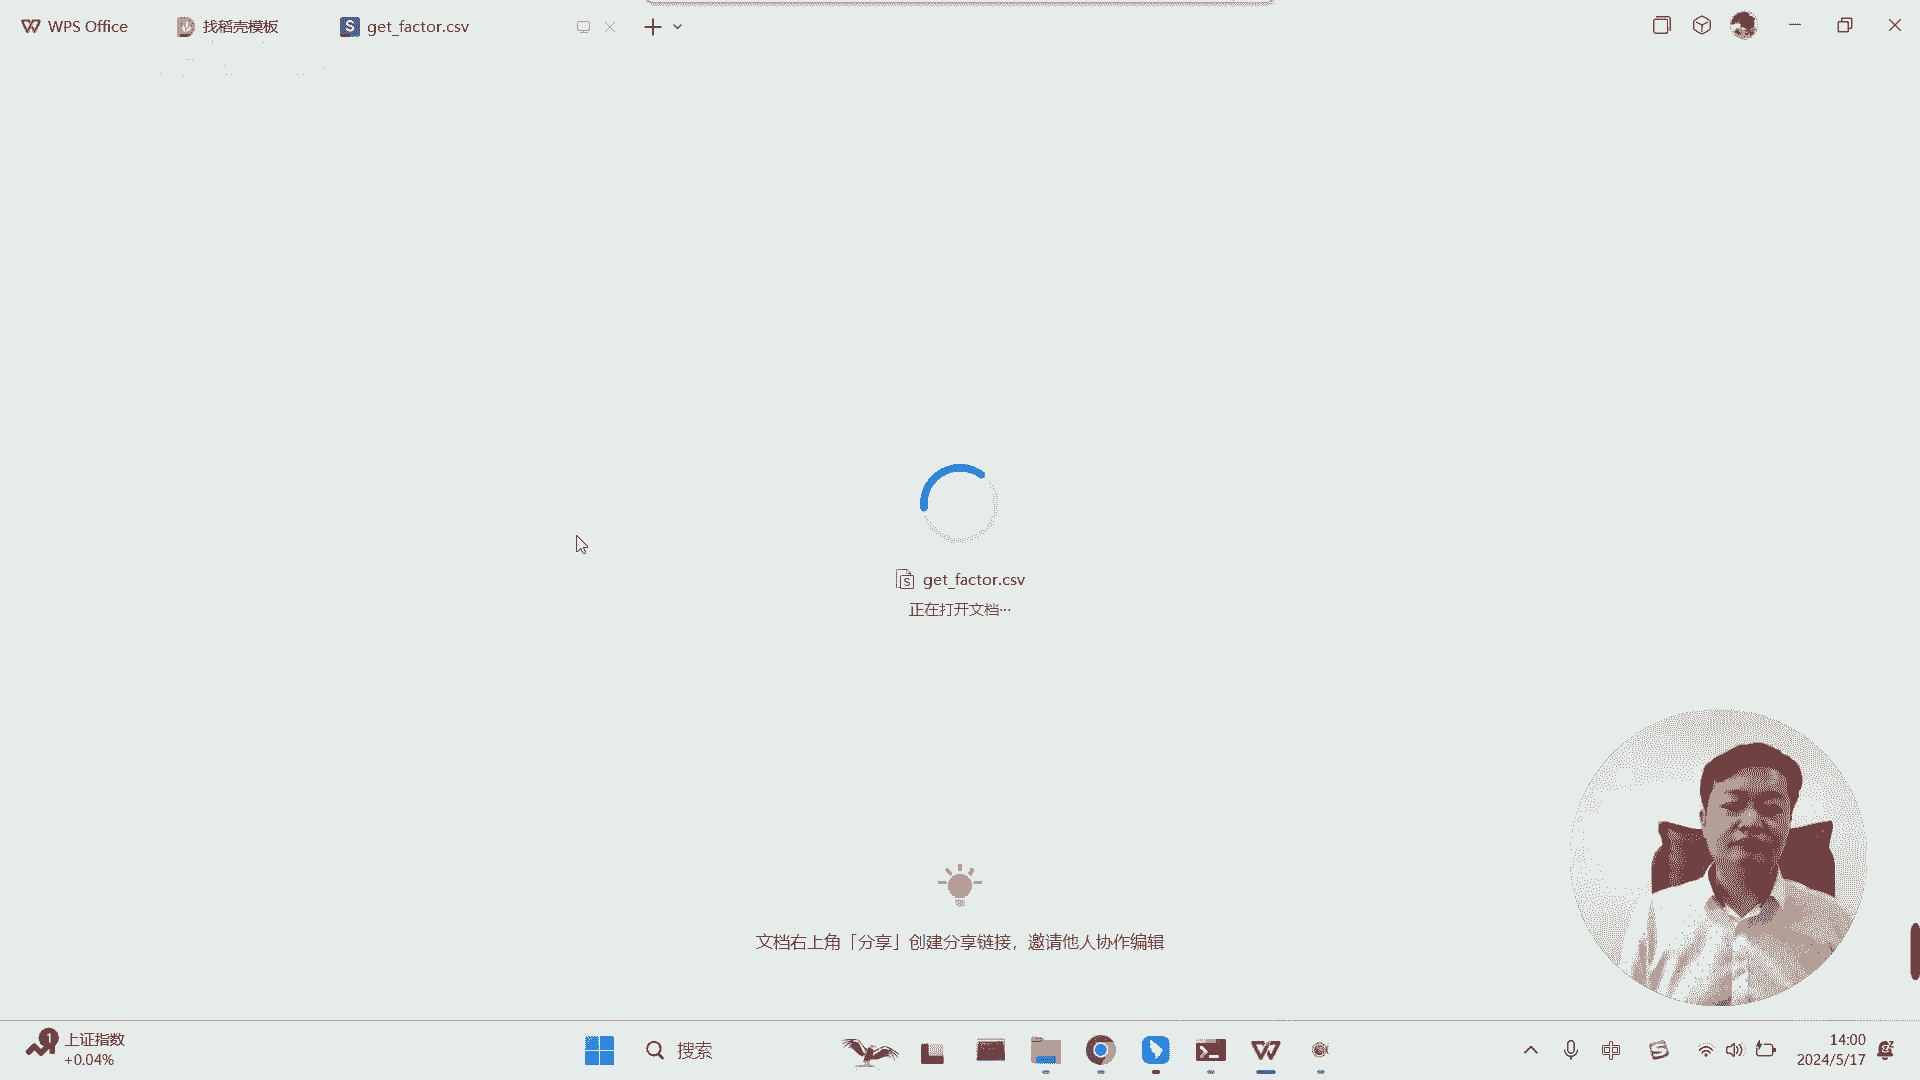 WPS Office
找稻壳模板
get_factor.csv
get_factor.csv
正在打开文档...
文档右上角「分享」创建分享链接，邀请他人协作编辑
1
上证指数
+0.04%
搜索
中
14:00
2024/5/17